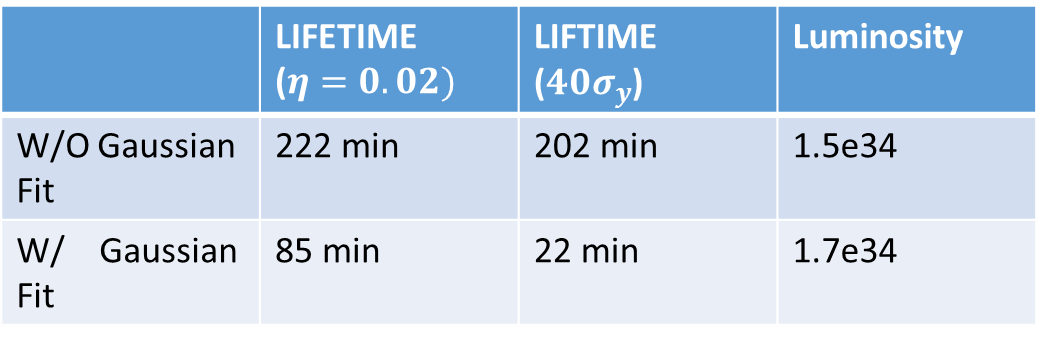 LIFETIME LIFTIME Luminosity
(η = 0.02) (40σy)
W/O Gaussian 222 min 202 min 1.5e34
Fit
W/ Gaussian 85 min 22 min 1.7e34
Fit